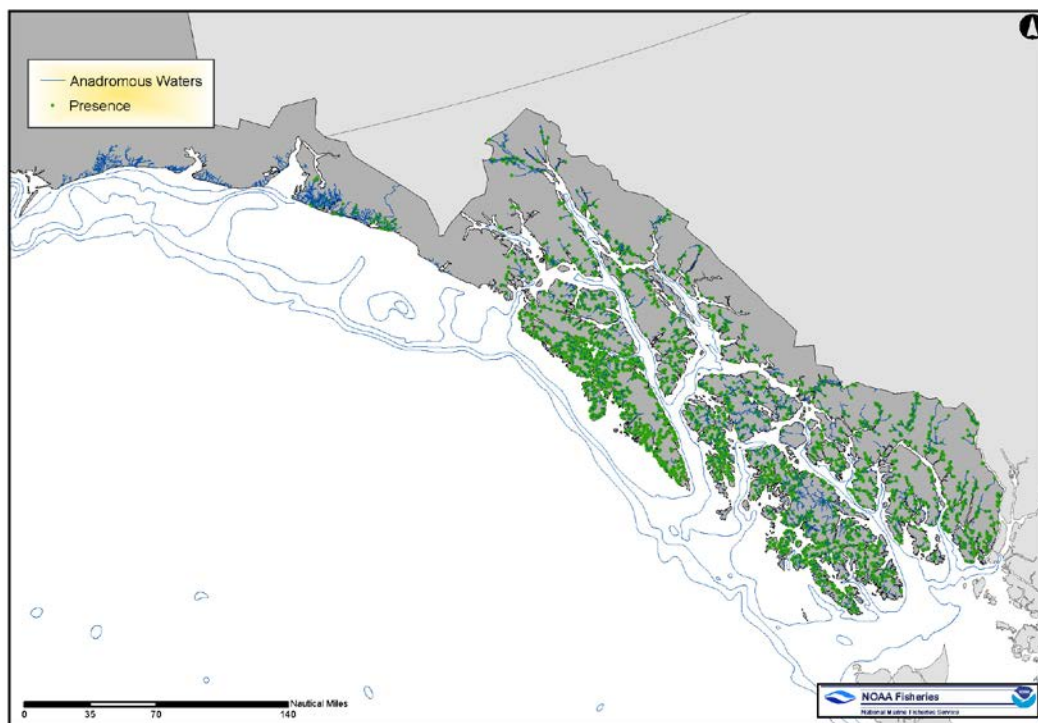 Anadromous Waters
Presence
Nautical Miles
0 35 70 140
NOAA Fisheries
National Marine Fisheries Service